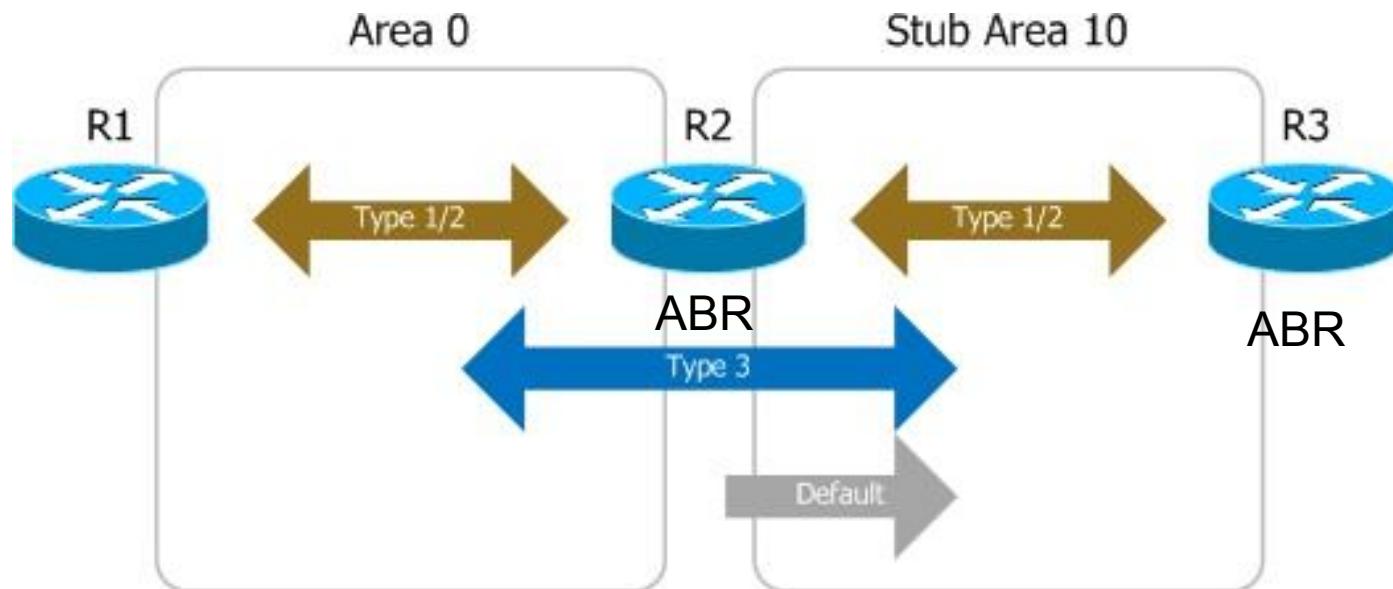 Area 0
Stub Area 10
R1
R2
R3
Type 1/2
Type 1/2
ABR
ABR
Type 3
Default